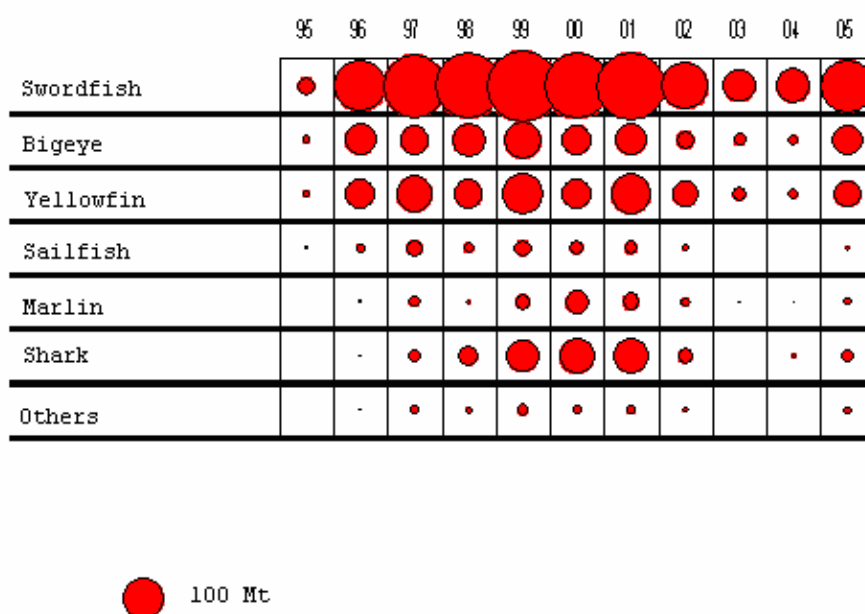 95 96 97 98 99 00 01 02 03 04 05
Swordfish
Bigeye
Yellowfin
Sailfish
Marlin
Shark
Others
100 Mt